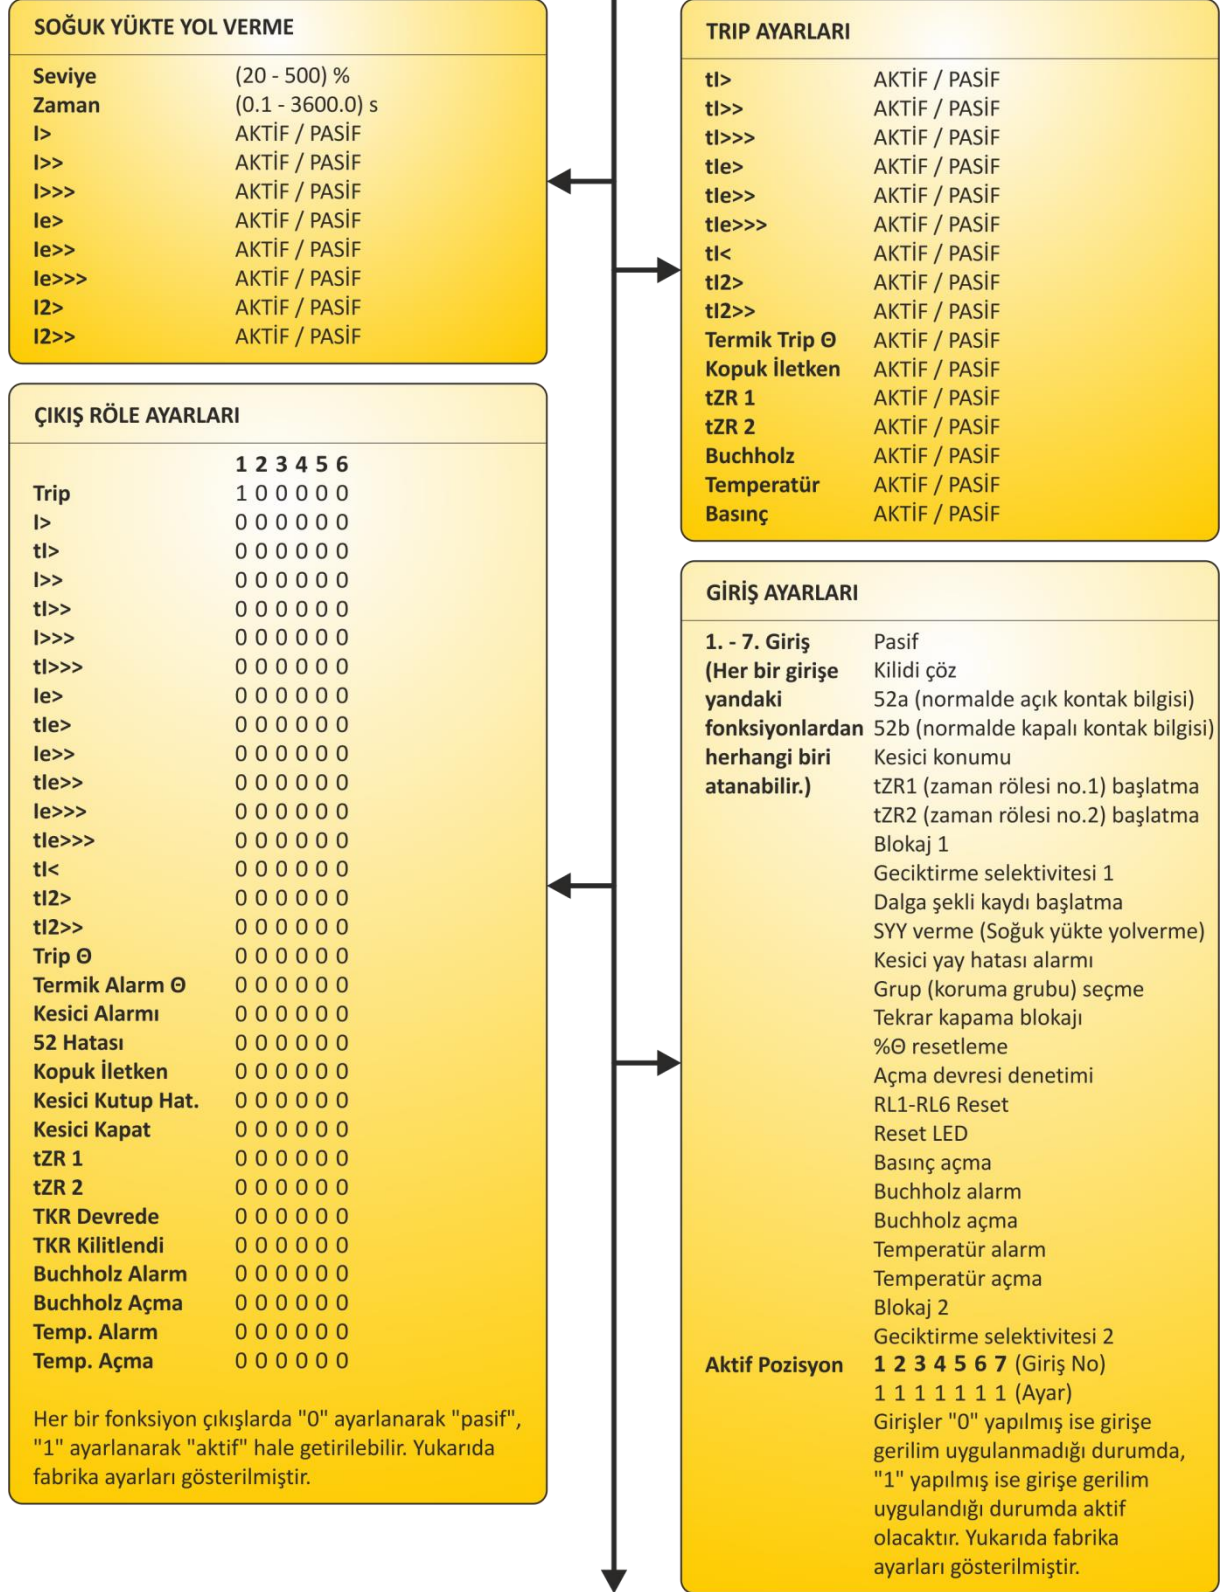 SOĞUK YÜKTE YOL VERME
Seviye (20 - 500) %
Zaman (0.1 - 3600.0) s
I> AKTİF / PASİF
I>> AKTİF / PASİF
I>>> AKTİF / PASİF
Ie> AKTİF / PASİF
Ie>> AKTİF / PASİF
Ie>>> AKTİF / PASİF
I2> AKTİF / PASİF
I2>> AKTİF / PASİF
ÇIKIŞ RÖLE AYARLARI
1 2 3 4 5 6
Trip 1 0 0 0 0 0
I> 0 0 0 0 0 0
tI> 0 0 0 0 0 0
I>> 0 0 0 0 0 0
tI>> 0 0 0 0 0 0
I>>> 0 0 0 0 0 0
tI>>> 0 0 0 0 0 0
Ie> 0 0 0 0 0 0
tIe> 0 0 0 0 0 0
Ie>> 0 0 0 0 0 0
tIe>> 0 0 0 0 0 0
Ie>>> 0 0 0 0 0 0
tIe>>> 0 0 0 0 0 0
tI< 0 0 0 0 0 0
tI2> 0 0 0 0 0 0
tI2>> 0 0 0 0 0 0
Trip Θ 0 0 0 0 0 0
Termik Alarm Θ 0 0 0 0 0 0
Kesici Alarmı 0 0 0 0 0 0
52 Hatası 0 0 0 0 0 0
Kopuk İletken 0 0 0 0 0 0
Kesici Kutup Hat. 0 0 0 0 0 0
Kesici Kapat 0 0 0 0 0 0
tZR 1 0 0 0 0 0 0
tZR 2 0 0 0 0 0 0
TKR Devrede 0 0 0 0 0 0
TKR Kilitlendi 0 0 0 0 0 0
Buchholz Alarm 0 0 0 0 0 0
Buchholz Açma 0 0 0 0 0 0
Temp. Alarm 0 0 0 0 0 0
Temp. Açma 0 0 0 0 0 0
Her bir fonksiyon çıkışlarda "0" ayarlanarak "pasif",
"1" ayarlanarak "aktif" hale getirilebilir. Yukarıda
fabrika ayarları gösterilmiştir.
TRIP AYARLARI
tI> AKTİF / PASİF
tI>> AKTİF / PASİF
tI>>> AKTİF / PASİF
tIe> AKTİF / PASİF
tIe>> AKTİF / PASİF
tIe>>> AKTİF / PASİF
tI< AKTİF / PASİF
tI2> AKTİF / PASİF
tI2>> AKTİF / PASİF
Termik Trip Θ AKTİF / PASİF
Kopuk İletken AKTİF / PASİF
tZR 1 AKTİF / PASİF
tZR 2 AKTİF / PASİF
Buchholz AKTİF / PASİF
Temperatür AKTİF / PASİF
Basınç AKTİF / PASİF
GİRİŞ AYARLARI
1. - 7. Giriş Pasif
(Her bir girişe Kilidi çöz
yandaki 52a (normalde açık kontak bilgisi)
fonksiyonlardan 52b (normalde kapalı kontak bilgisi)
herhangi biri Kesici konumu
atanabilir.) tZR1 (zaman rölesi no.1) başlatma
tZR2 (zaman rölesi no.2) başlatma
Blokaj 1
Geciktirme selektivitesi 1
Dalga şekli kaydı başlatma
SYY verme (Soğuk yükte yolverme)
Kesici yay hatası alarmı
Grup (koruma grubu) seçme
Tekrar kapama blokajı
%Θ resetleme
Açma devresi denetimi
RL1-RL6 Reset
Reset LED
Basınç açma
Buchholz alarm
Buchholz açma
Temperatür alarm
Temperatür açma
Blokaj 2
Geciktirme selektivitesi 2
Aktif Pozisyon 1 2 3 4 5 6 7 (Giriş No)
1 1 1 1 1 1 1 (Ayar)
Girişler "0" yapılmış ise girişe
gerilim uygulanmadığı durumda,
"1" yapılmış ise girişe gerilim
uygulandığı durumda aktif
olacaktır. Yukarıda fabrika
ayarları gösterilmiştir.